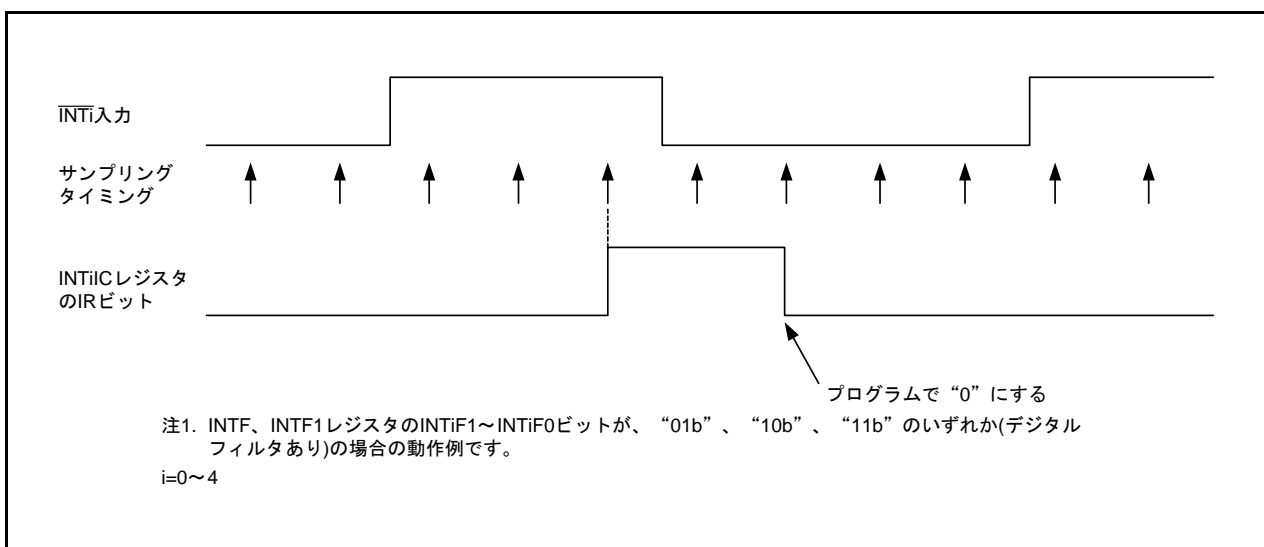 INTi入力
サンプリング
タイミング
INTiICレジスタ
のIRビット
プログラムで“0”にする
注1. INTF、INTF1レジスタのINTiF1～INTiF0ビットが、“01b”、“10b”、“11b”のいずれか(デジタル
フィルタあり)の場合の動作例です。
i=0～4